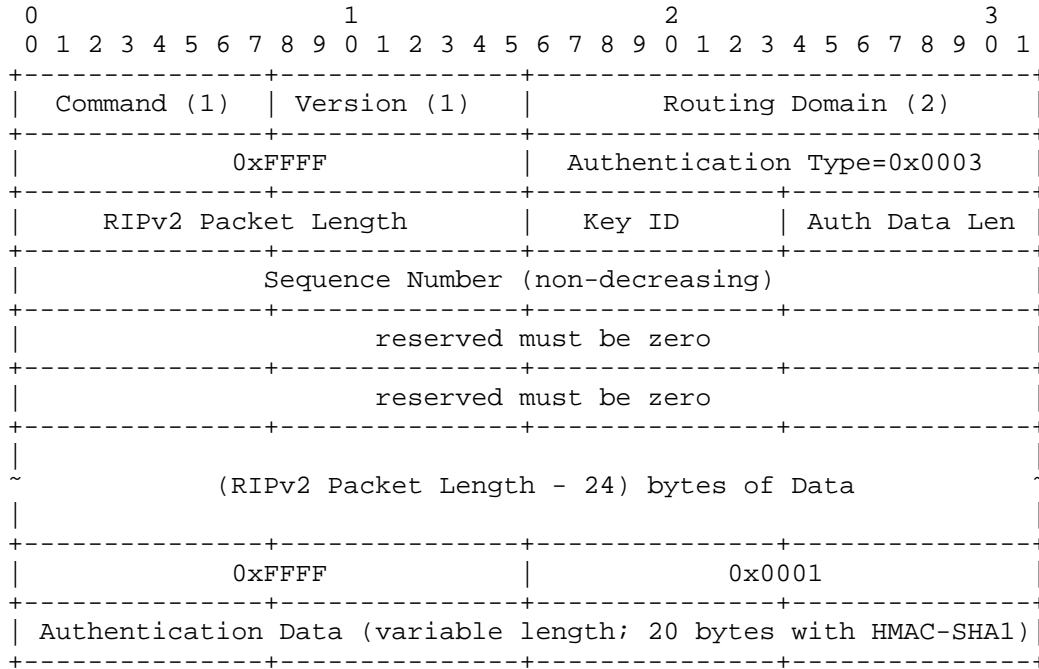 0                   1                   2                   3
 0 1 2 3 4 5 6 7 8 9 0 1 2 3 4 5 6 7 8 9 0 1 2 3 4 5 6 7 8 9 0 1
+---------------+---------------+-------------------------------+
|  Command (1)  | Version (1)   |        Routing Domain (2)     |
+---------------+---------------+-------------------------------+
|             0xFFFF            |  Authentication Type=0x0003   |
+---------------+---------------+---------------+---------------+
|     RIPv2 Packet Length       |   Key ID      | Auth Data Len |
+---------------+---------------+---------------+---------------+
|               Sequence Number (non-decreasing)                |
+---------------+---------------+---------------+---------------+
|                      reserved must be zero                    |
+---------------+---------------+---------------+---------------+
|                      reserved must be zero                    |
+---------------+---------------+---------------+---------------+
|                                                               |
~            (RIPv2 Packet Length - 24) bytes of Data           ~
|                                                               |
+---------------+---------------+---------------+---------------+
|             0xFFFF            |            0x0001             |
+---------------+---------------+---------------+---------------+
| Authentication Data (variable length; 20 bytes with HMAC-SHA1)|
+---------------+---------------+---------------+---------------+